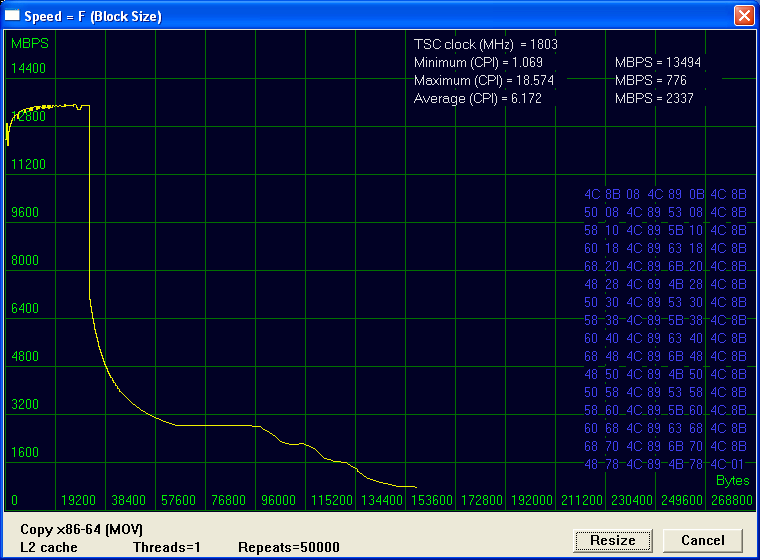 Speed = F (Block Size)
MBPS
TSC clock (MHz) = 1803
Minimum (CPI) = 1.069 MBPS = 13494
Maximum (CPI) = 18.574 MBPS = 776
Average (CPI) = 6.172 MBPS = 2337
14400
12800
11200
9600
8000
6400
4800
3200
1600
4C 8B 08 4C 89 0B 4C 8B
50 08 4C 89 53 08 4C 8B
58 10 4C 89 5B 10 4C 8B
60 18 4C 89 63 18 4C 8B
68 20 4C 89 6B 20 4C 8B
48 28 4C 89 4B 28 4C 8B
50 30 4C 89 53 30 4C 8B
58 38 4C 89 5B 38 4C 8B
60 40 4C 89 63 40 4C 8B
68 48 4C 89 6B 48 4C 8B
48 50 4C 89 4B 50 4C 8B
50 58 4C 89 53 58 4C 8B
58 60 4C 89 5B 60 4C 8B
60 68 4C 89 63 68 4C 8B
68 70 4C 89 6B 70 4C 8B
48 78 4C 89 4B 78 4C 01
Bytes
0 19200 38400 57600 76800 96000 115200 134400 153600 172800 192000 211200 230400 249600 268800
Copy x86-64 (MOV)
L2 cache Threads=1 Repeats=50000
Resize Cancel